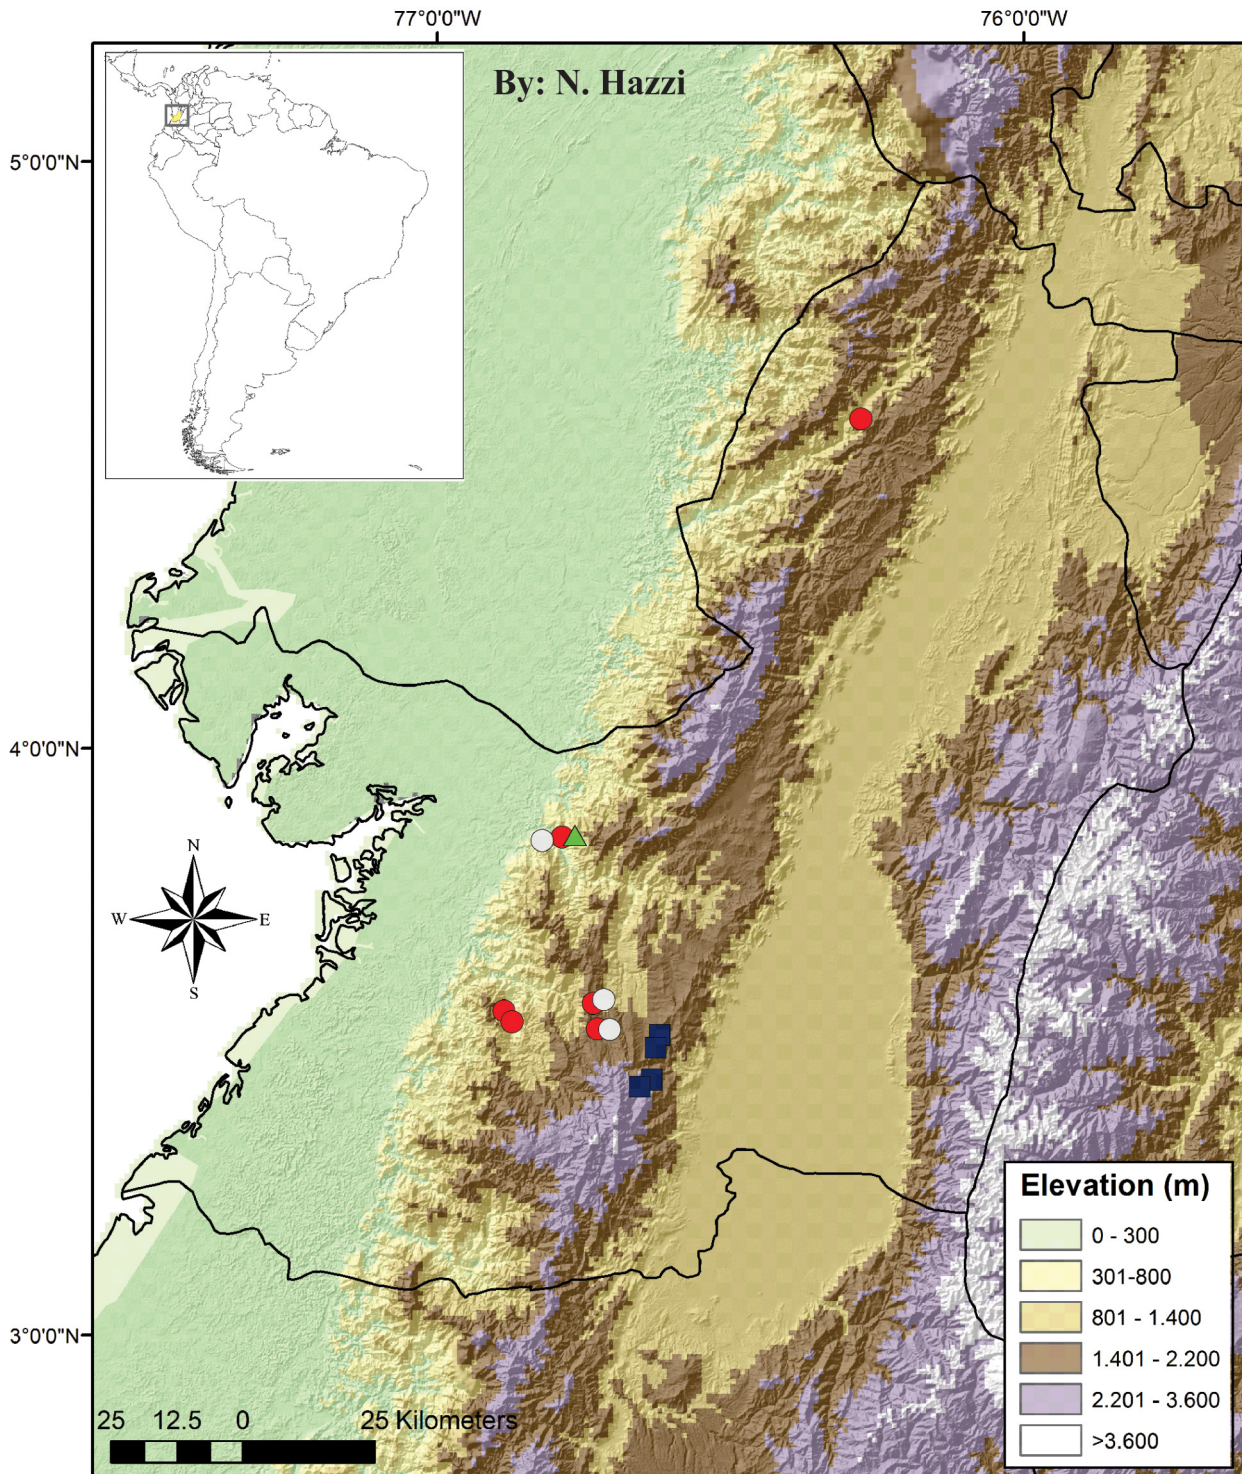 77°0'0"W
76°0'0"W
By: N. Hazzi
5°0'0"N
4°0'0"N
N
W
E
S
3°0'0"N
Elevation (m)
0 - 300
301-800
801 - 1.400
1.401 - 2.200
2.201 - 3.600
>3.600
25 12.5 0 25 Kilometers